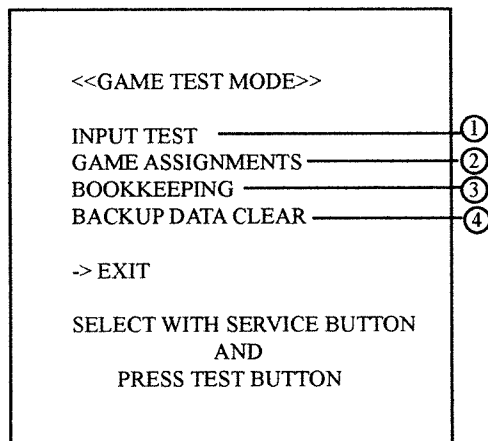 <<GAME TEST MODE>>
INPUT TEST ①
GAME ASSIGNMENTS ②
BOOKKEEPING ③
BACKUP DATA CLEAR ④
-> EXIT
SELECT WITH SERVICE BUTTON
AND
PRESS TEST BUTTON